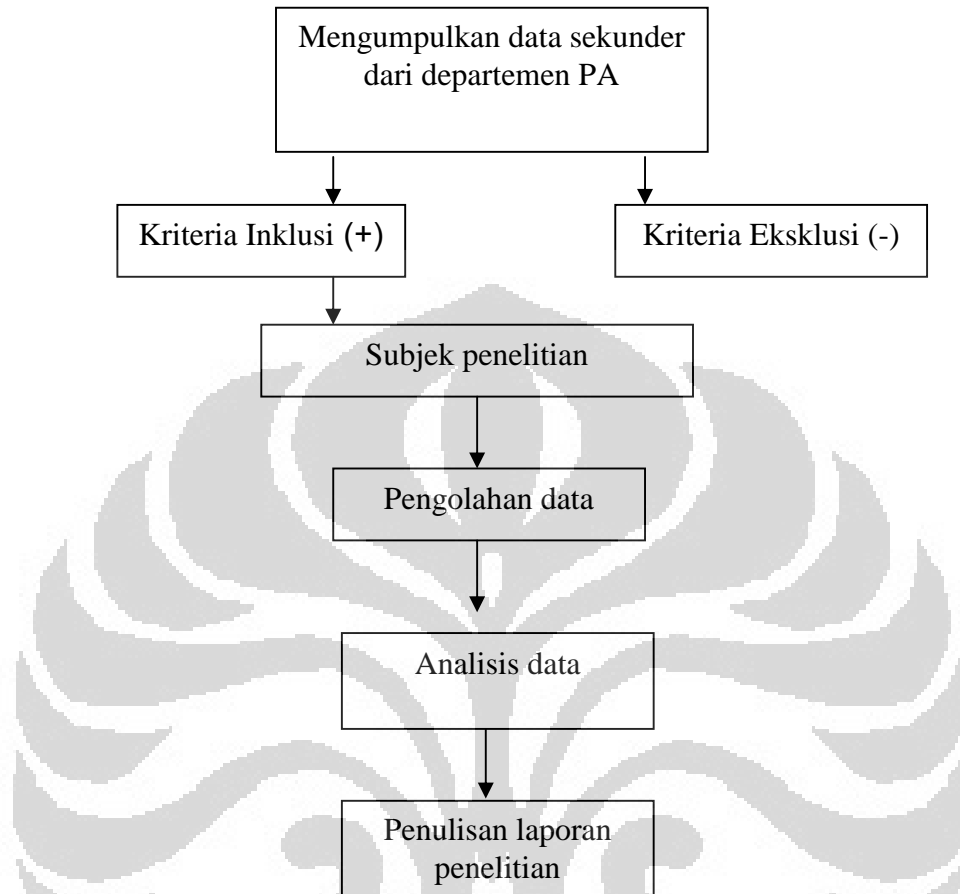 Mengumpulkan data sekunder
dari departemen PA
Kriteria Inklusi (+)
Kriteria Eksklusi (-)
Subjek penelitian
Pengolahan data
Analisis data
Penulisan laporan
penelitian